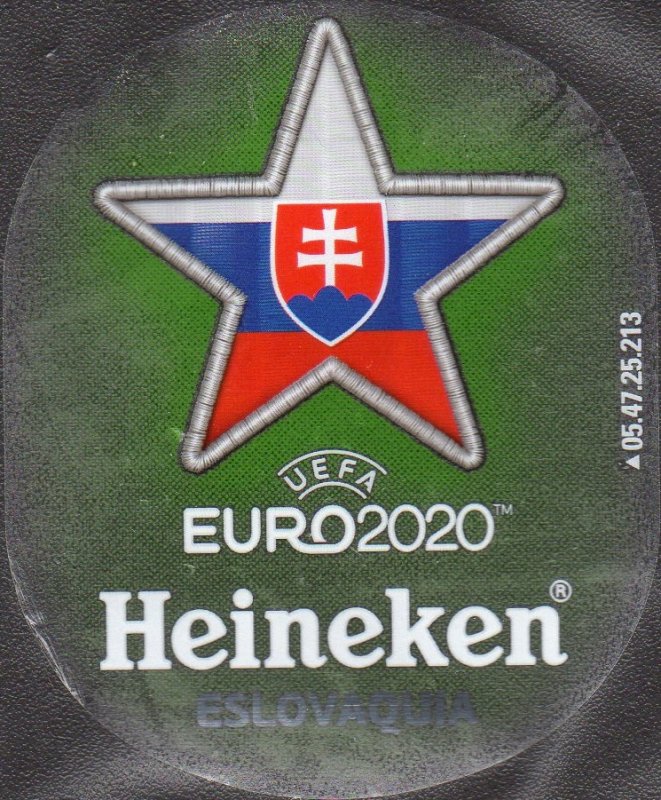 UEFA
EURO2020™
Heineken®
ESLOVAQUIA
▲05.47.25.213